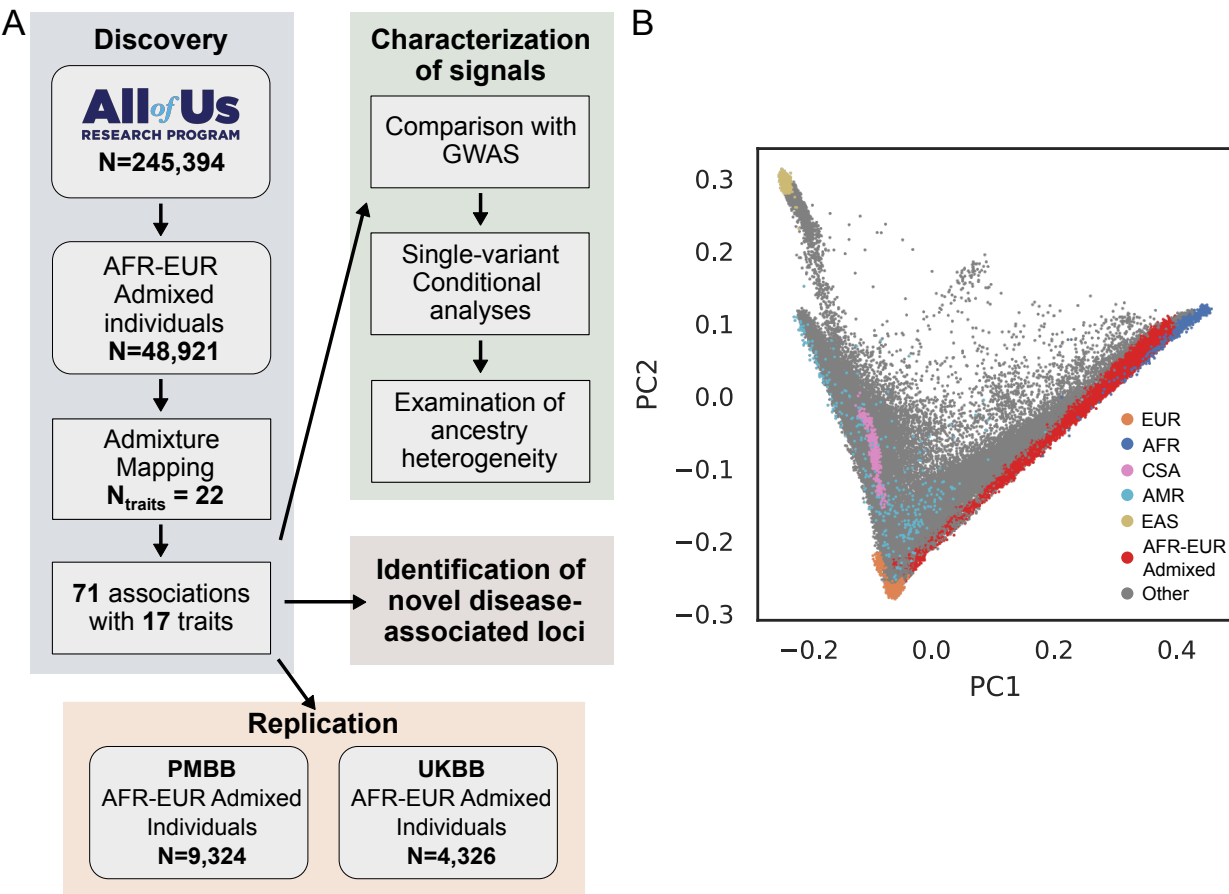 A
Discovery
All of Us
RESEARCH PROGRAM
N=245,394
AFR-EUR
Admixed
individuals
N=48,921
Admixture
Mapping
Ntraits = 22
71 associations
with 17 traits
Characterization
of signals
Comparison with
GWAS
Single-variant
Conditional
analyses
Examination of
ancestry
heterogeneity
Identification of
novel disease-
associated loci
Replication
PMBB
AFR-EUR Admixed
Individuals
N=9,324
UKBB
AFR-EUR Admixed
Individuals
N=4,326
B
PC2
0.3
0.2
0.1
0.0
−0.1
−0.2
−0.3
−0.2
0.0
0.2
0.4
PC1
EUR
AFR
CSA
AMR
EAS
AFR-EUR
Admixed
Other